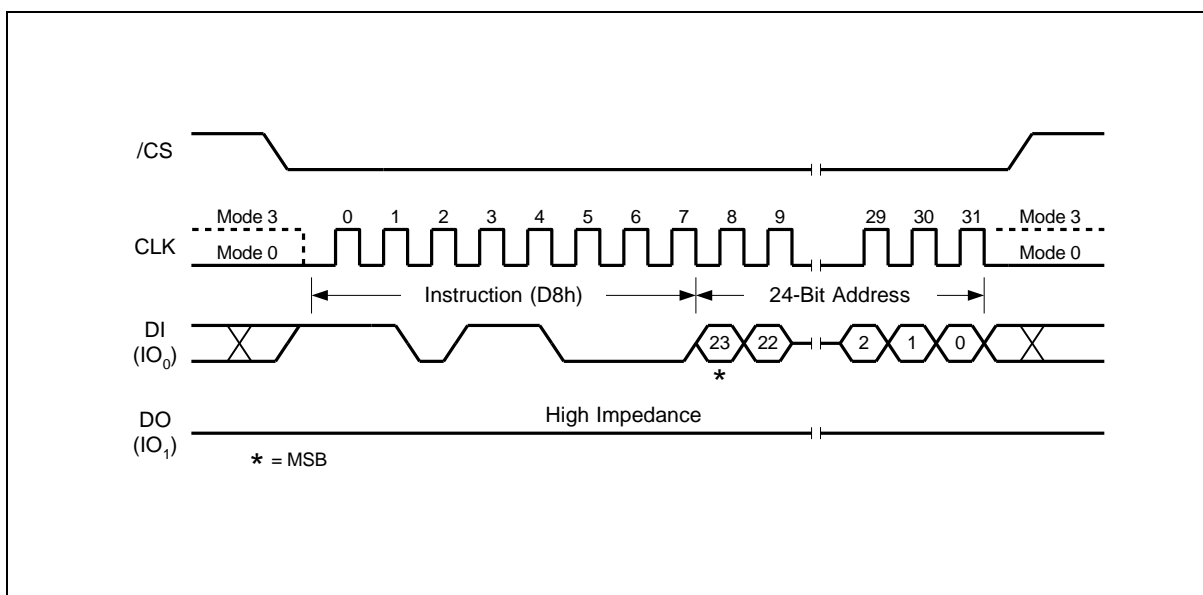 /CS
Mode 3 0 1 2 3 4 5 6 7 8 9 29 30 31 Mode 3
CLK
Mode 0 Mode 0
Instruction (D8h) 24-Bit Address
DI
(IO0)
23 22 2 1 0
*
High Impedance
DO
(IO1)
* = MSB